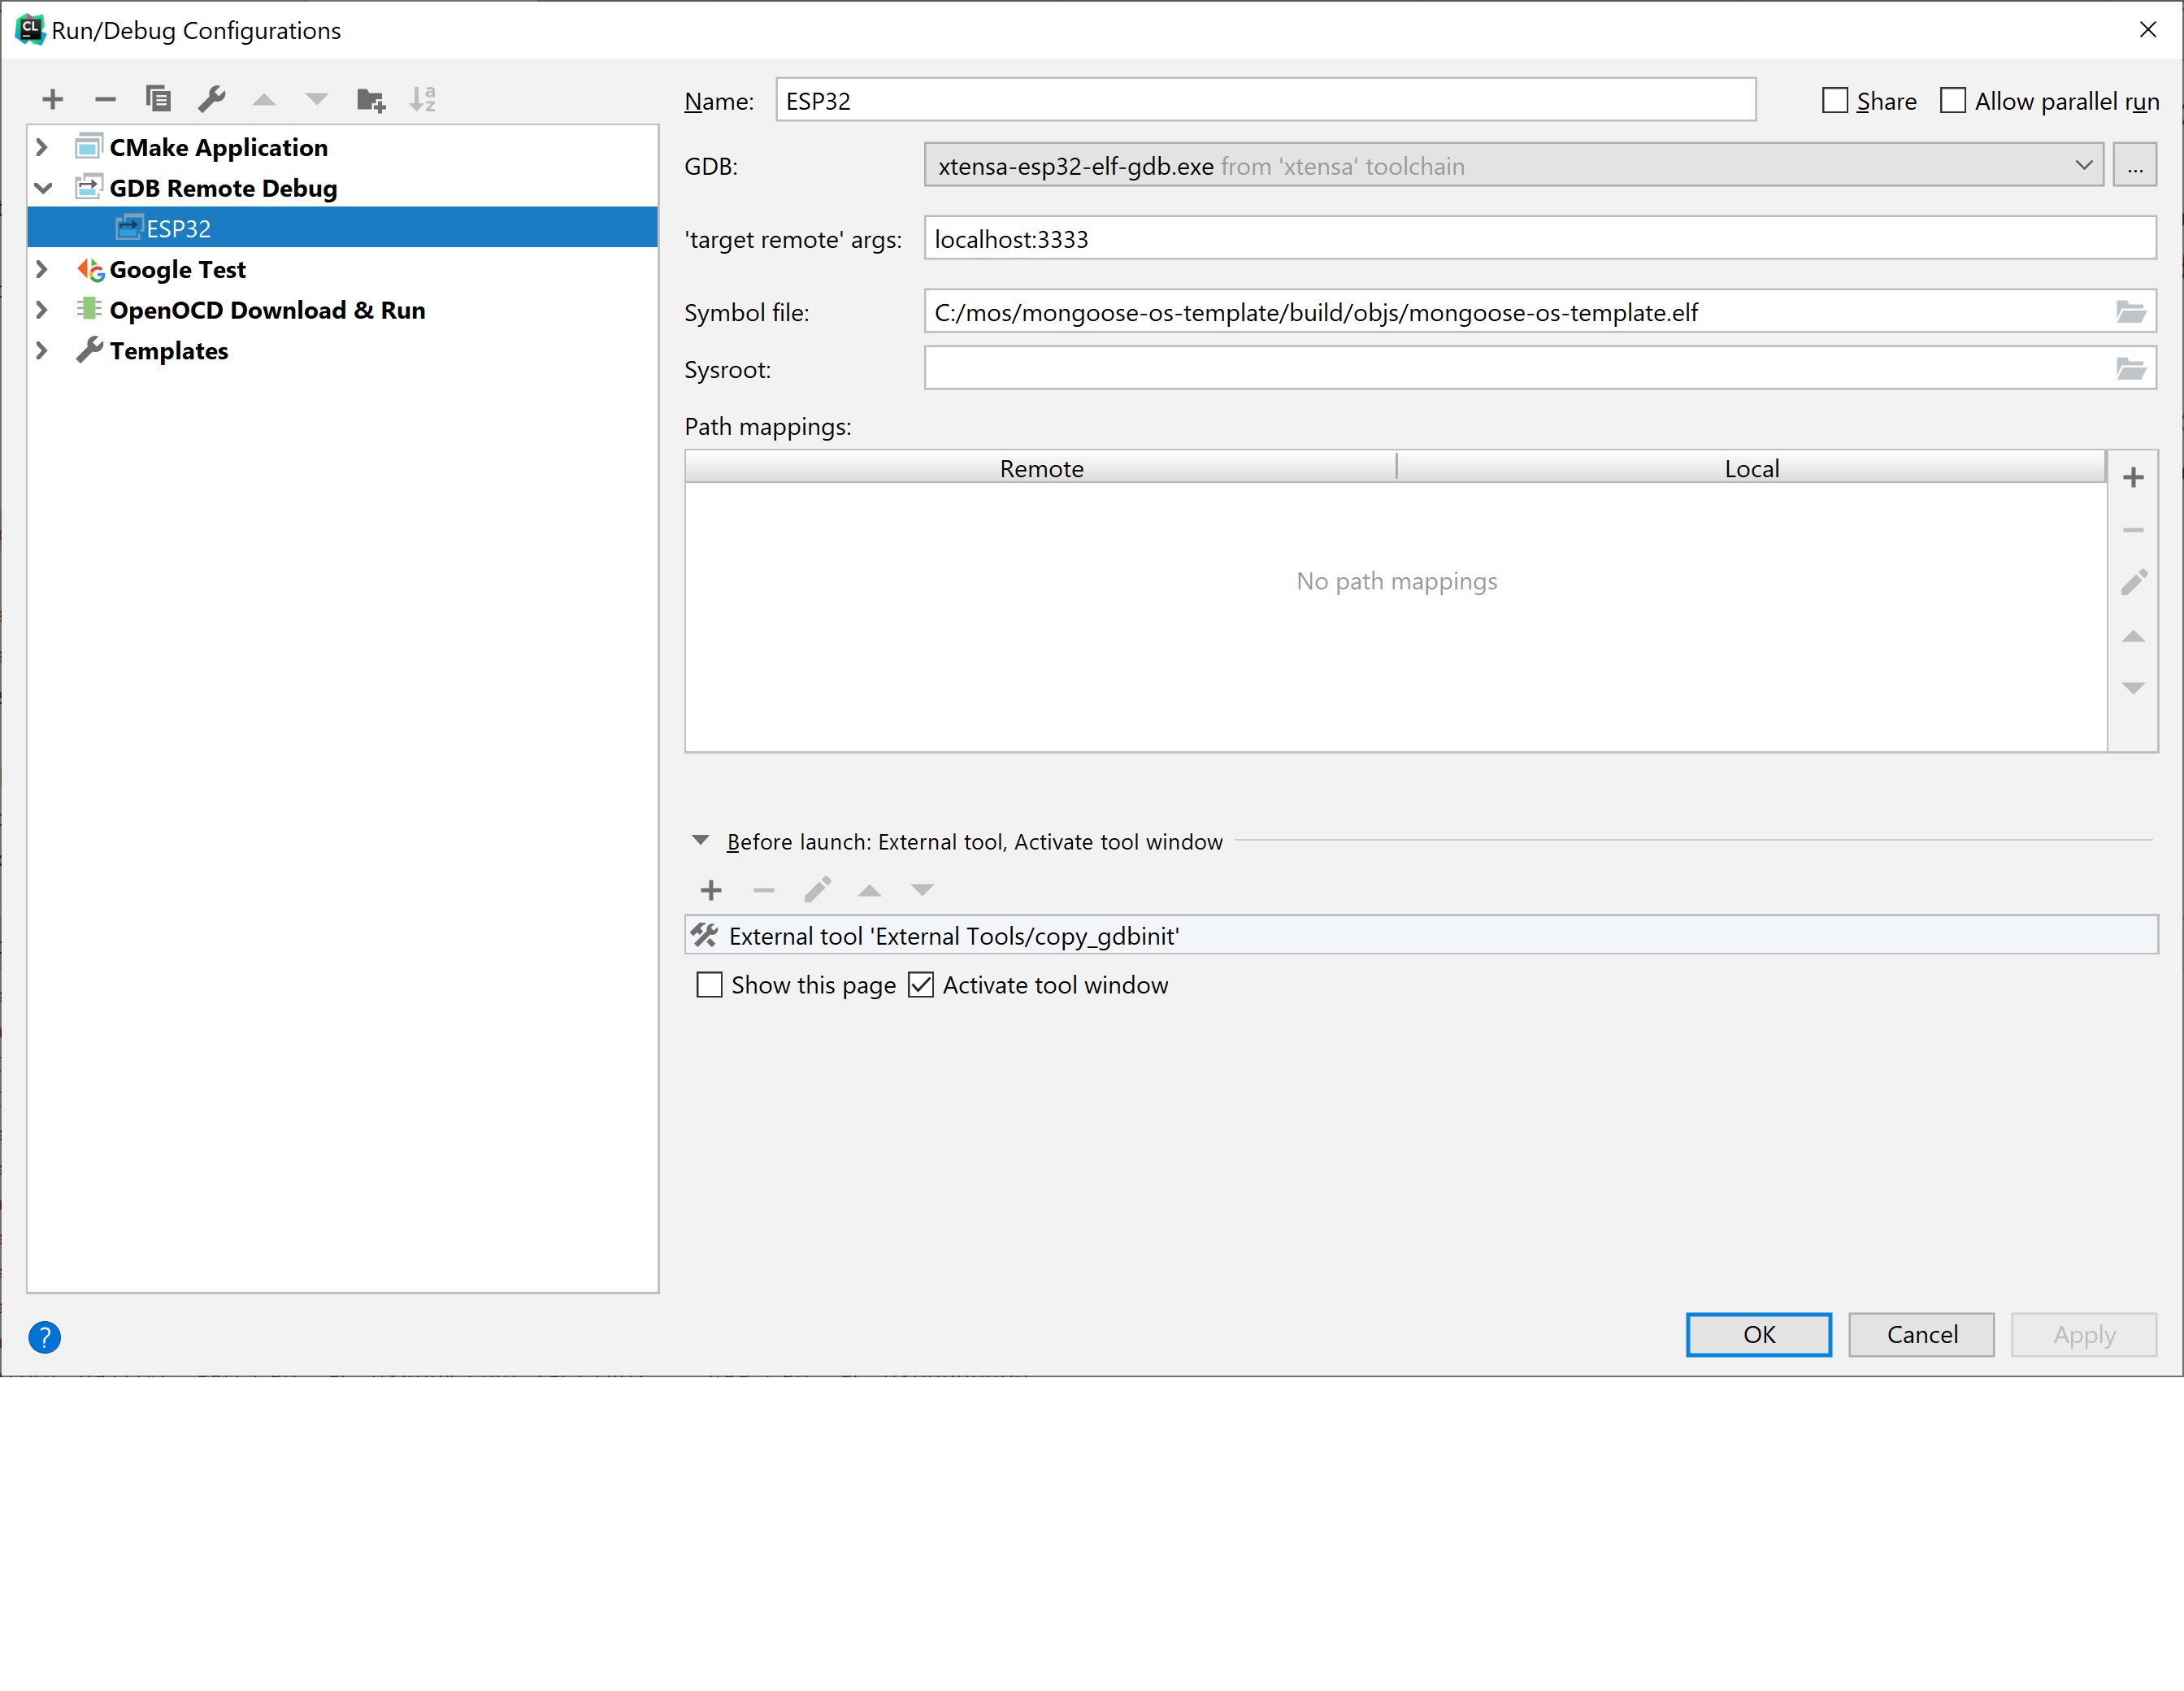 Run/Debug Configurations
CMake Application
GDB Remote Debug
ESP32
Google Test
OpenOCD Download & Run
Templates
Name: ESP32
Share
Allow parallel run
GDB: xtensa-esp32-elf-gdb.exe from 'xtensa' toolchain ...
'target remote' args: localhost:3333
Symbol file: C:/mos/mongoose-os-template/build/objs/mongoose-os-template.elf
Sysroot:
Path mappings:
Remote Local
No path mappings
Before launch: External tool, Activate tool window
External tool 'External Tools/copy_gdbinit'
Show this page Activate tool window
? OK Cancel Apply